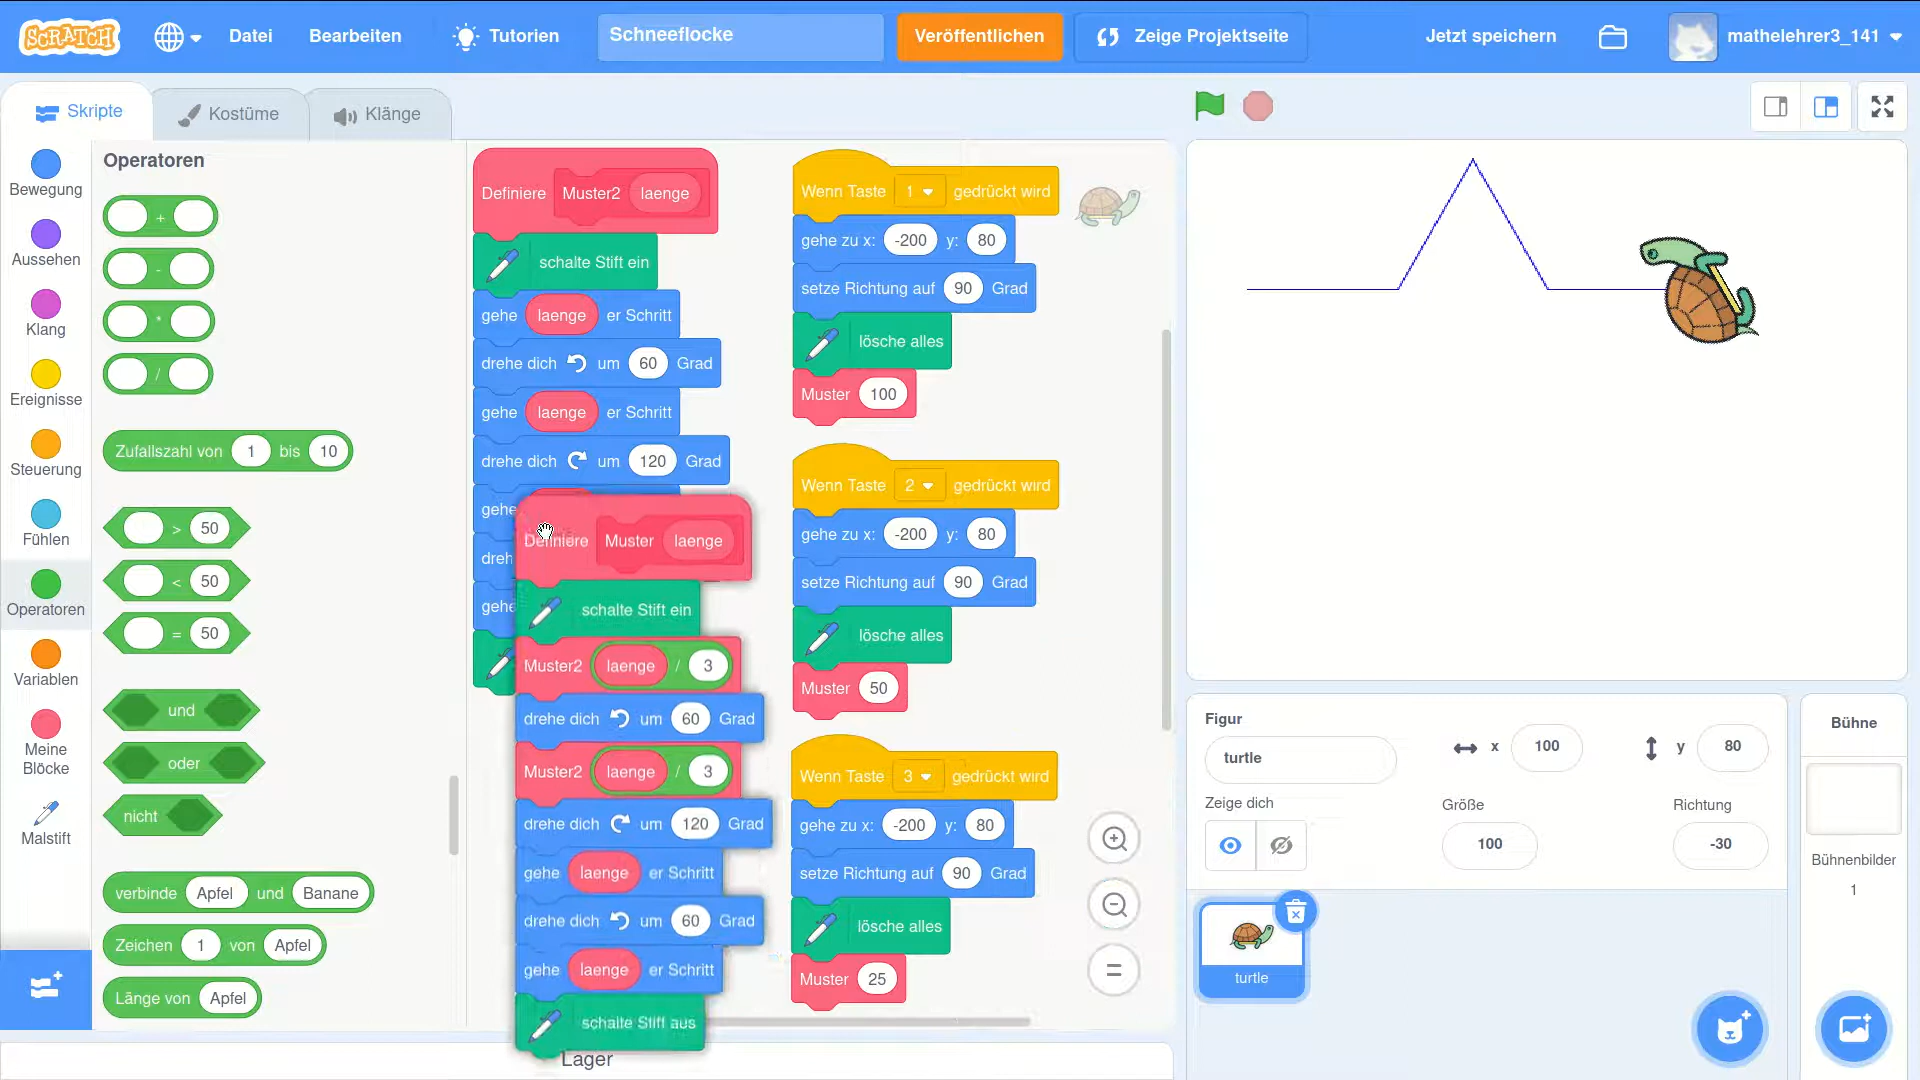 SCRATCH
Datei
Bearbeiten
Tutorien
Schneeflocke
Veröffentlichen
Zeige Projektseite
Jetzt speichern
mathelehrer3_141
Skripte
Kostüme
Klänge
Bewegung
Aussehen
Klang
Ereignisse
Steuerung
Fühlen
Operatoren
Variablen
Meine
Blöcke
Malstift
Operatoren
+
-
*
/
Zufallszahl von 1 bis 10
> 50
< 50
= 50
und
oder
nicht
verbinde Apfel und Banane
Zeichen 1 von Apfel
Länge von Apfel
Definiere Muster2 laenge
schalte Stift ein
gehe laenge er Schritt
drehe dich um 60 Grad
gehe laenge er Schritt
drehe dich um 120 Grad
gehe
dreh
gehe
Definiere Muster laenge
schalte Stift ein
Muster2 laenge / 3
drehe dich um 60 Grad
Muster2 laenge / 3
drehe dich um 120 Grad
gehe laenge er Schritt
drehe dich um 60 Grad
gehe laenge er Schritt
schalte Stift aus
Lager
Wenn Taste 1 gedrückt wird
gehe zu x: -200 y: 80
setze Richtung auf 90 Grad
lösche alles
Muster 100
Wenn Taste 2 gedrückt wird
gehe zu x: -200 y: 80
setze Richtung auf 90 Grad
lösche alles
Muster 50
Wenn Taste 3 gedrückt wird
gehe zu x: -200 y: 80
setze Richtung auf 90 Grad
lösche alles
Muster 25
Figur
turtle
x 100
y 80
Zeige dich
Größe
100
Richtung
-30
turtle
Bühne
Bühnenbilder
1